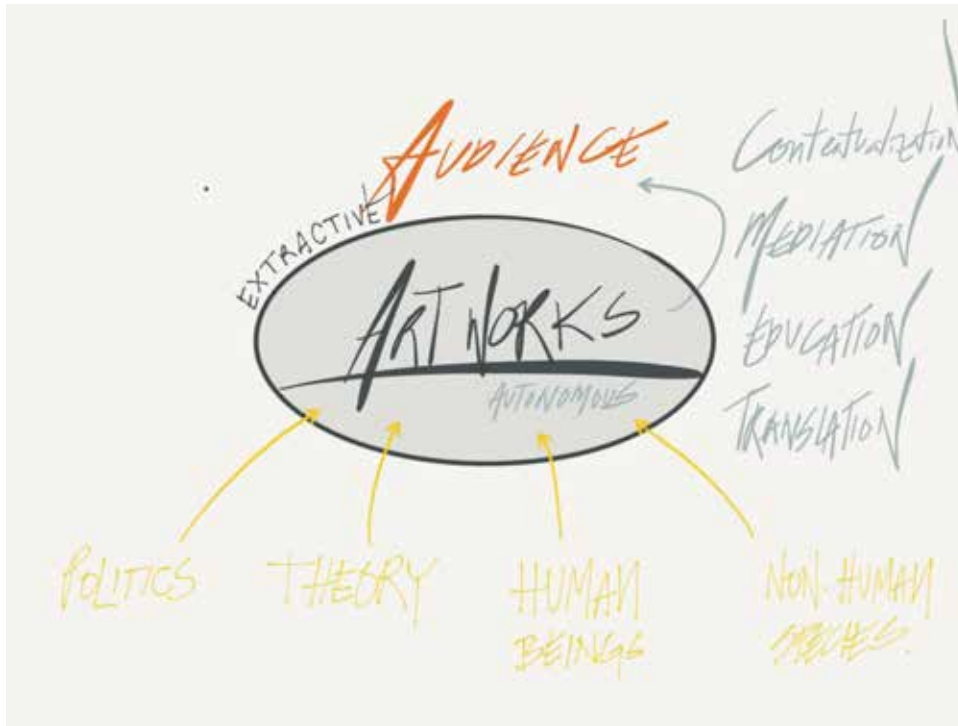 AUDIENCE
EXTRACTIVE
ARTWORKS
AUTONOMOUS
Contextualization
MEDIATION
EDUCATION
TRANSLATION
POLITICS
THEORY
HUMAN
BEINGS
NON-HUMAN
SPECIES.